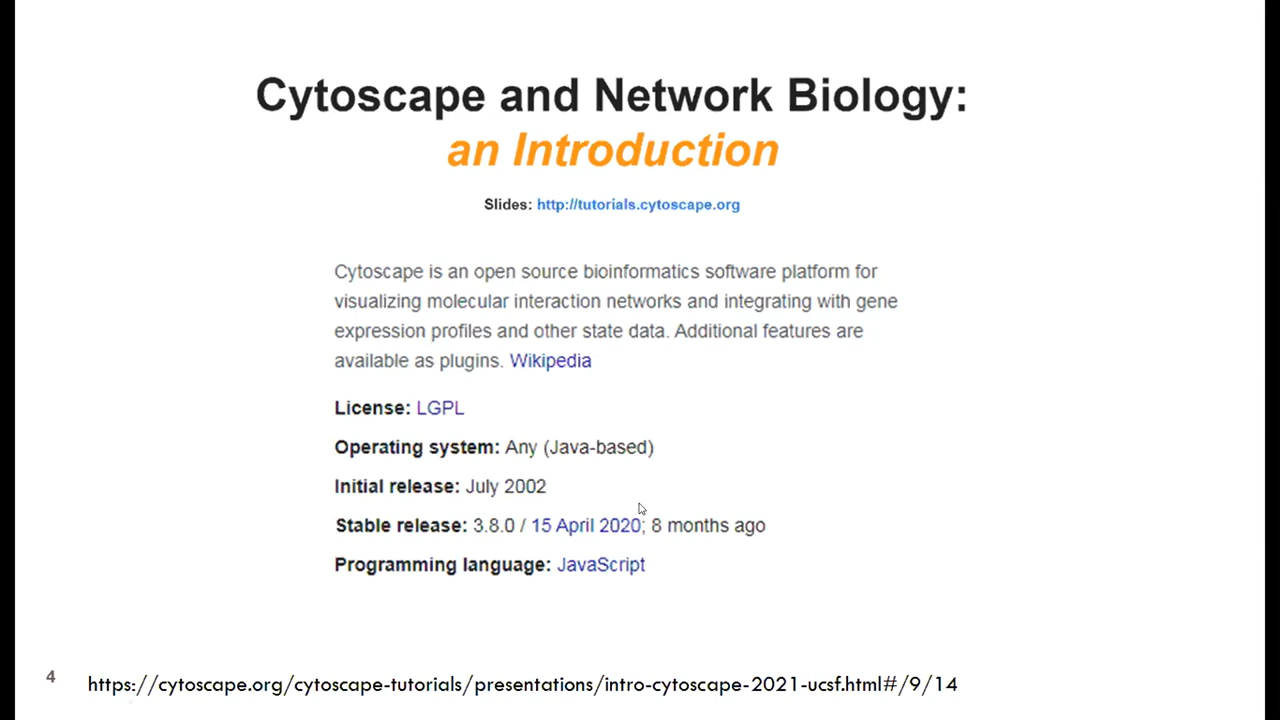 Cytoscape and Network Biology:
an Introduction
Slides: http://tutorials.cytoscape.org
Cytoscape is an open source bioinformatics software platform for
visualizing molecular interaction networks and integrating with gene
expression profiles and other state data. Additional features are
available as plugins. Wikipedia
License: LGPL
Operating system: Any (Java-based)
Initial release: July 2002
Stable release: 3.8.0 / 15 April 2020; 8 months ago
Programming language: JavaScript
4
https://cytoscape.org/cytoscape-tutorials/presentations/intro-cytoscape-2021-ucsf.html#/9/14